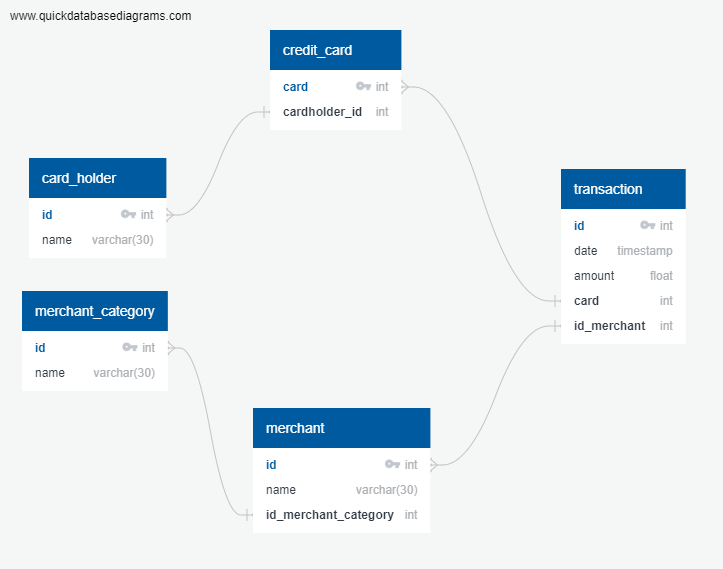 www.quickdatabasediagrams.com
credit_card
card int
cardholder_id int
card_holder
id int
name varchar(30)
transaction
id int
date timestamp
amount float
card int
id_merchant int
merchant_category
id int
name varchar(30)
merchant
id int
name varchar(30)
id_merchant_category int